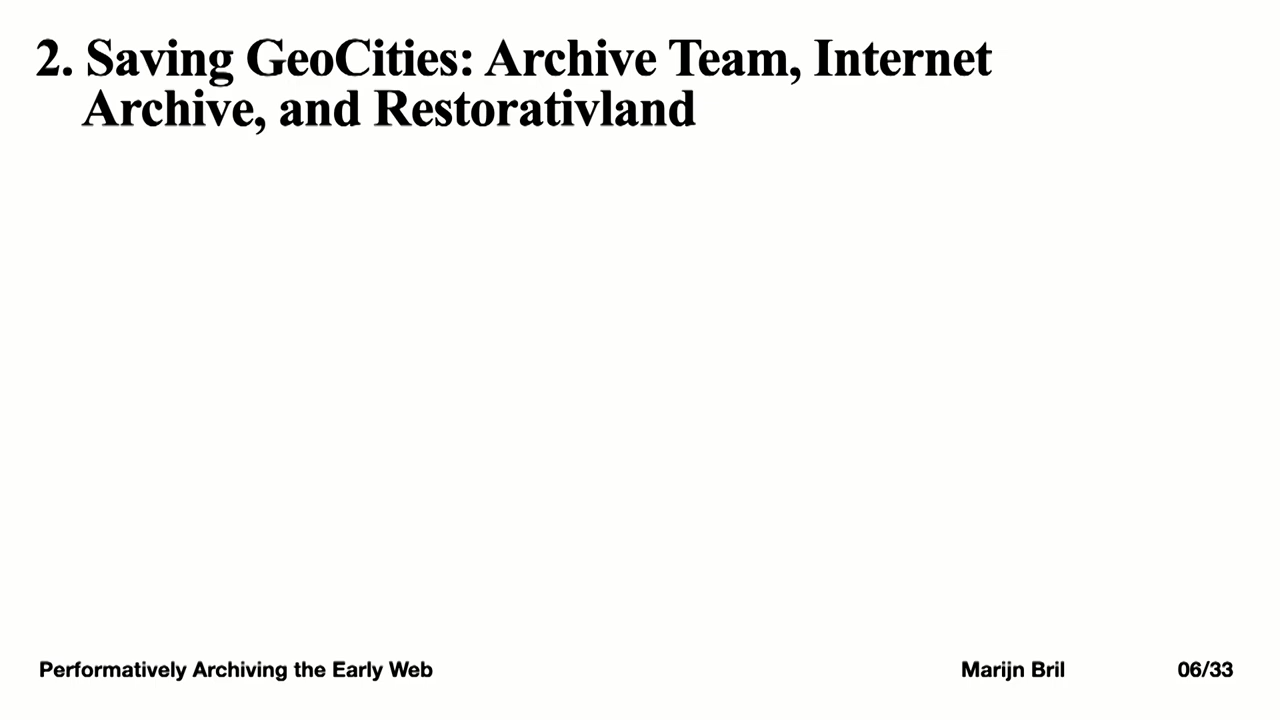 2. Saving GeoCities: Archive Team, Internet
Archive, and Restorativland
Performatively Archiving the Early Web
Marijn Bril
06/33